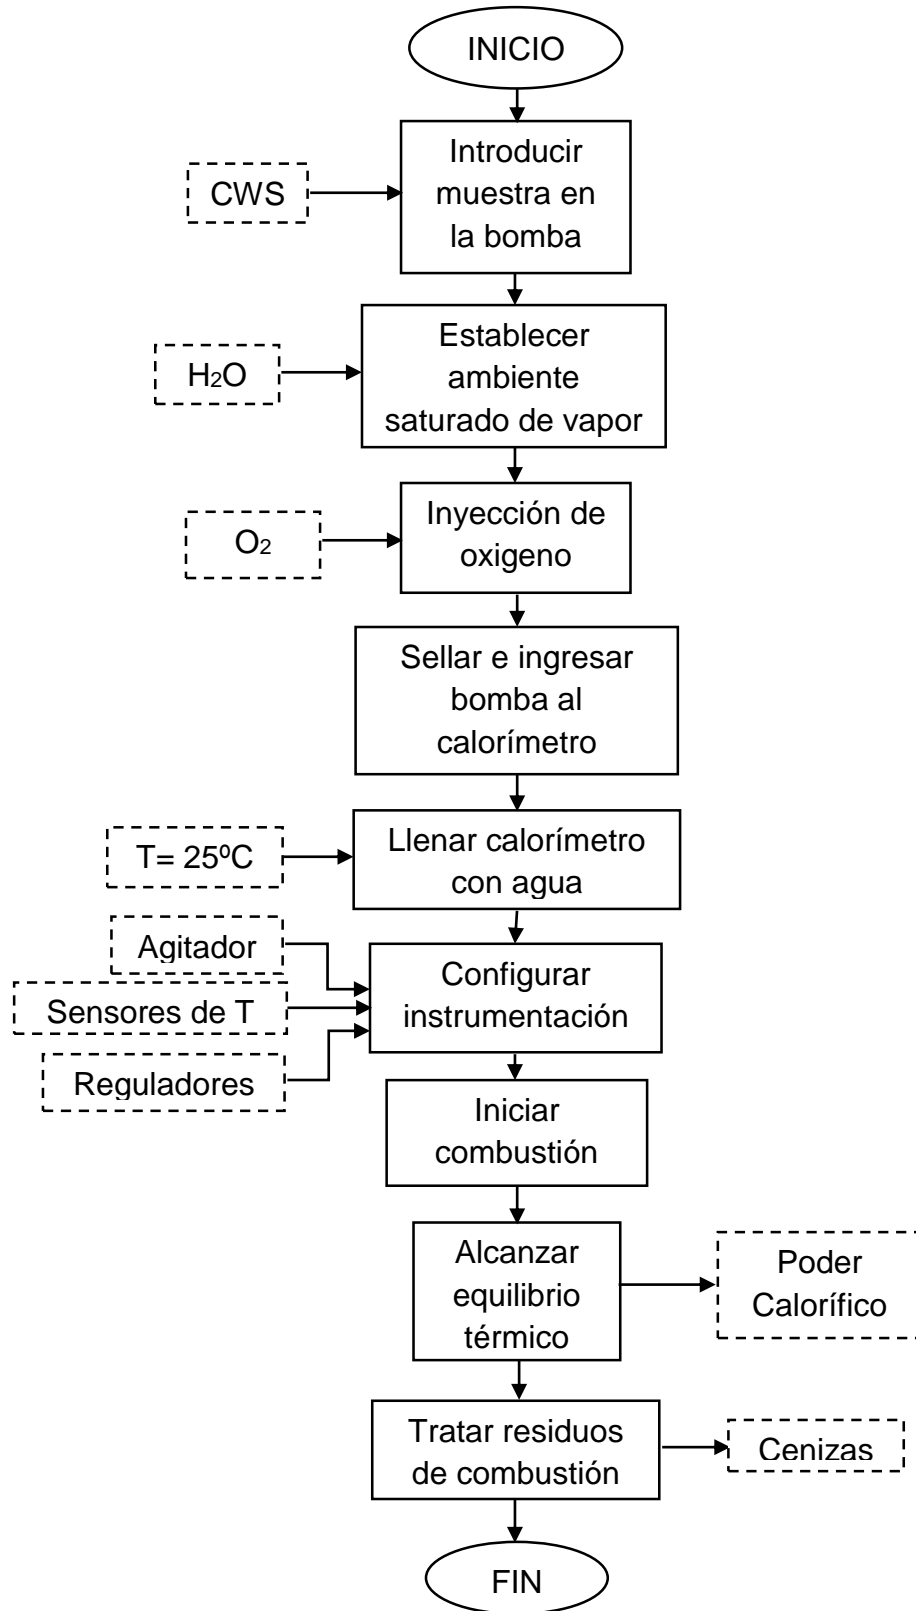 INICIO
CWS
Introducir
muestra en
la bomba
H₂O
Establecer
ambiente
saturado de vapor
O₂
Inyección de
oxigeno
Sellar e ingresar
bomba al
calorímetro
T= 25ºC
Llenar calorímetro
con agua
Agitador
Sensores de T
Reguladores
Configurar
instrumentación
Iniciar
combustión
Alcanzar
equilibrio
térmico
Poder
Calorífico
Tratar residuos
de combustión
Cenizas
FIN